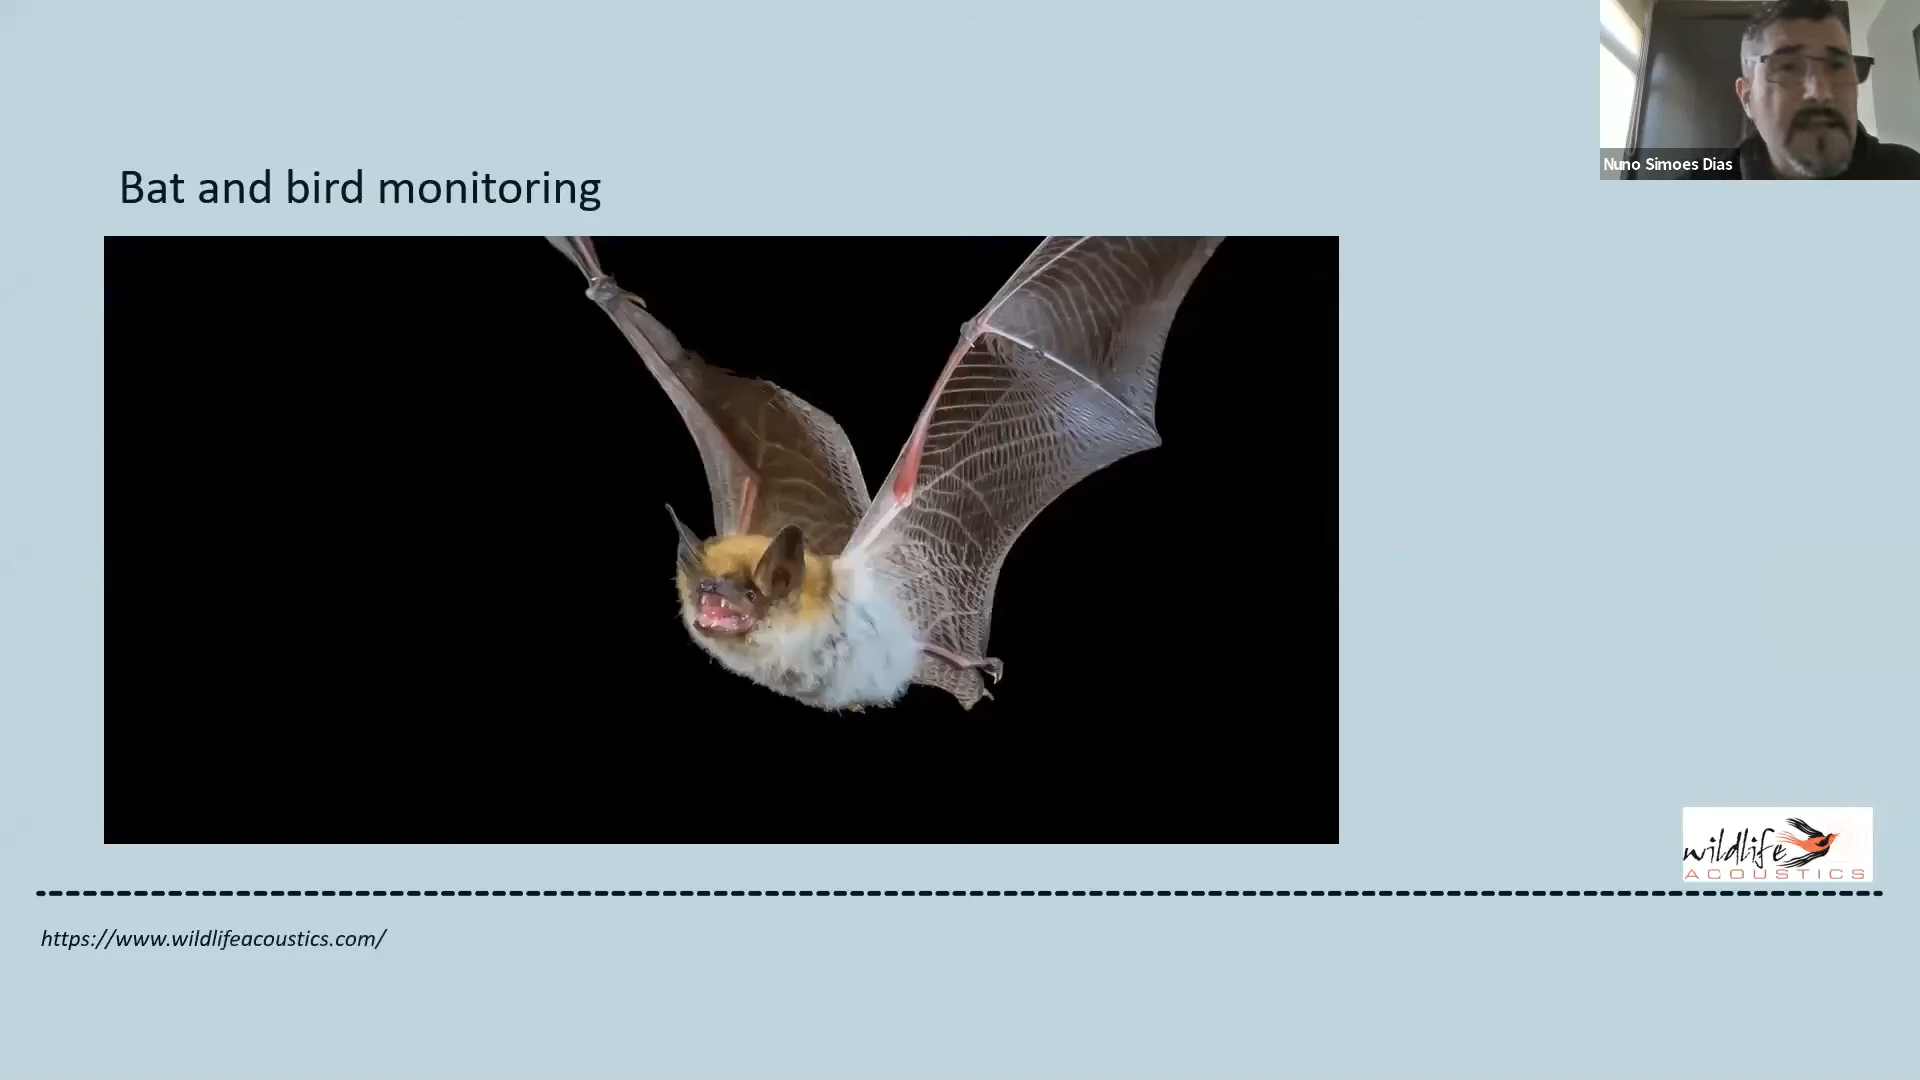 Nuno Simoes Dias
Bat and bird monitoring
wildlife
ACOUSTICS
https://www.wildlifeacoustics.com/